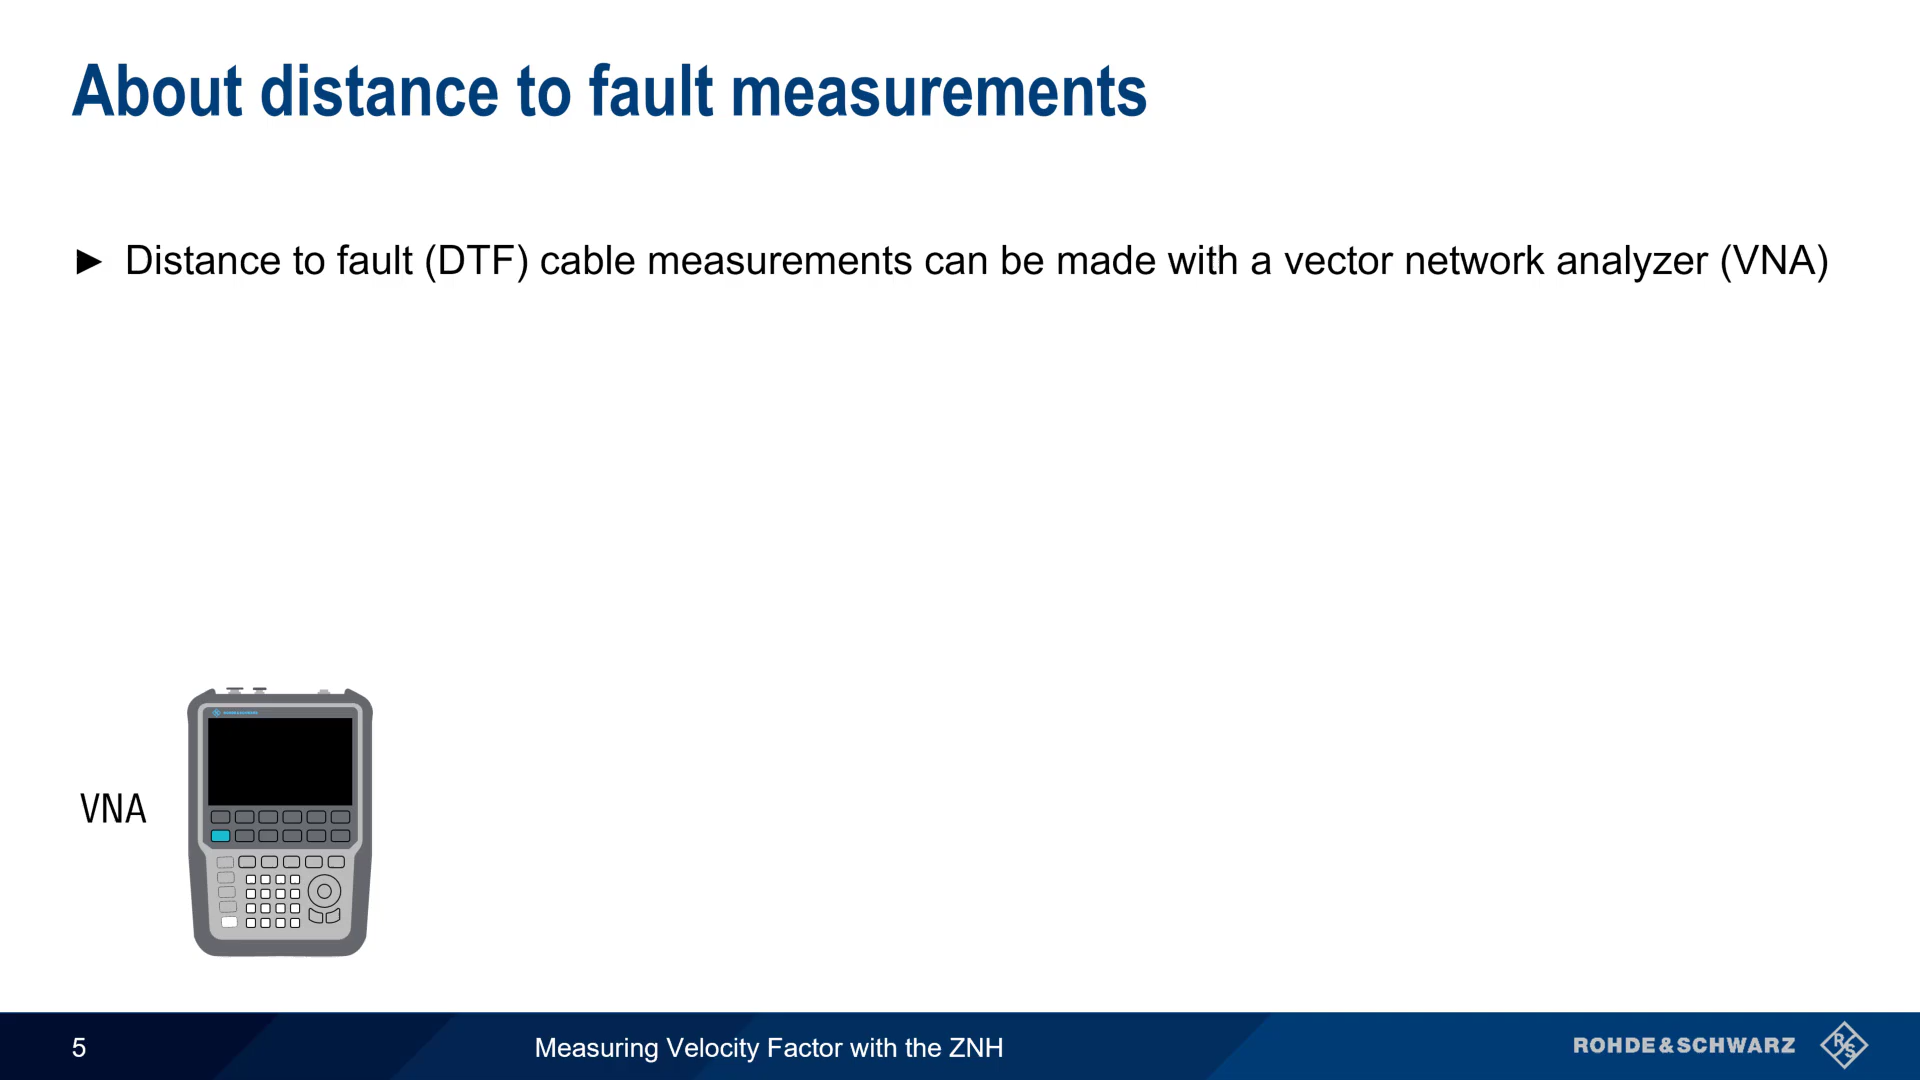 About distance to fault measurements
► Distance to fault (DTF) cable measurements can be made with a vector network analyzer (VNA)
VNA
5
Measuring Velocity Factor with the ZNH
ROHDE&SCHWARZ
R&S